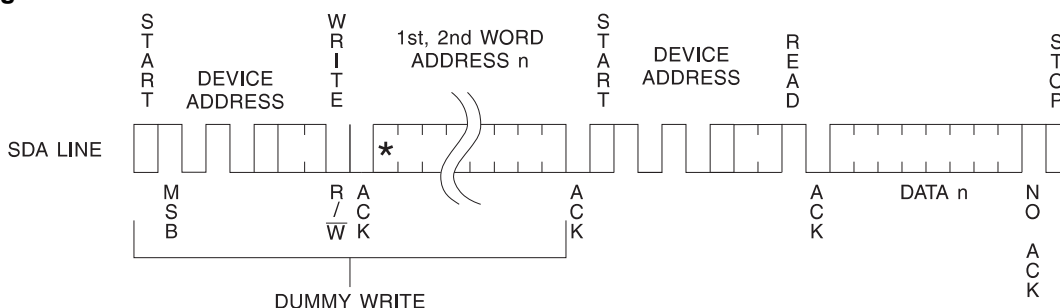 START
WRITE
1st, 2nd WORD
ADDRESS n
START
DEVICE
ADDRESS
READ
STOP
DEVICE
ADDRESS
SDA LINE
*
MSB
R/W
ACK
ACK
ACK
DATA n
NO ACK
DUMMY WRITE